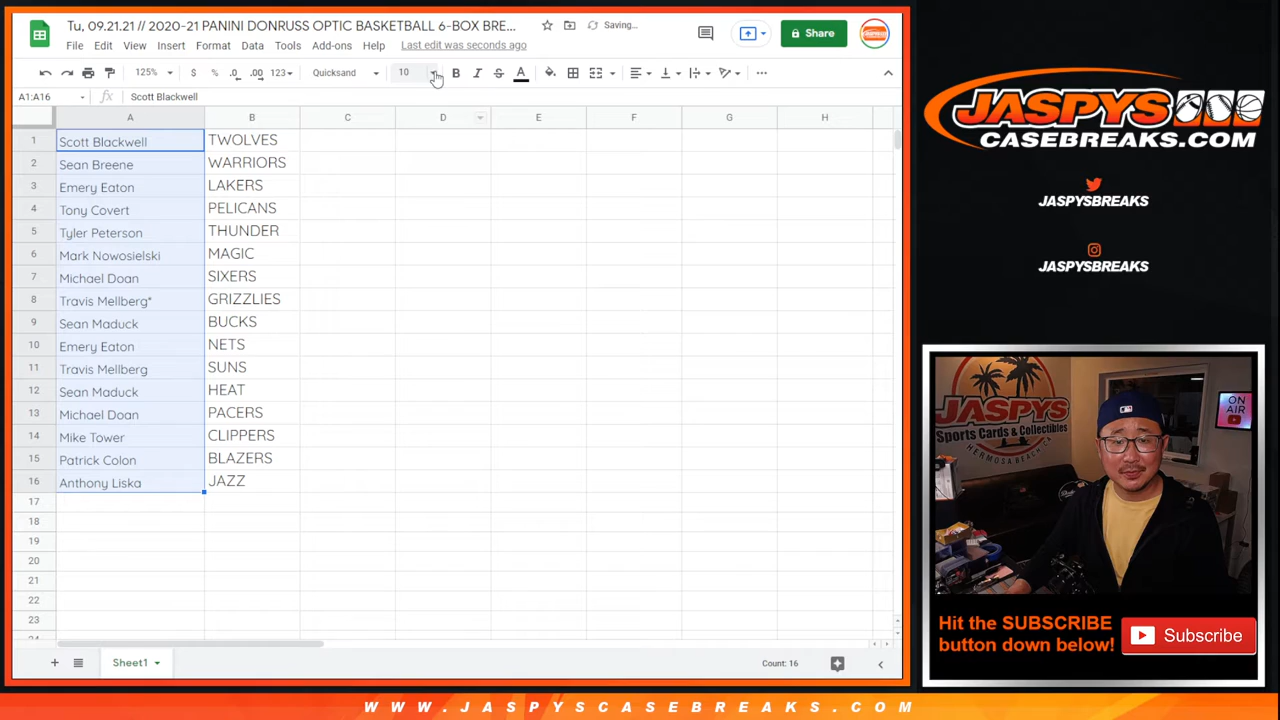 Tu, 09.21.21 // 2020-21 PANINI DONRUSS OPTIC BASKETBALL 6-BOX BRE...
Saving...
File Edit View Insert Format Data Tools Add-ons Help Last edit was seconds ago
Share
125% $ % .0 .00 123 Quicksand 10 B I S A
A1:A16 fx Scott Blackwell
A B C D E F G H
1 Scott Blackwell TWOLVES
2 Sean Breene WARRIORS
3 Emery Eaton LAKERS
4 Tony Covert PELICANS
5 Tyler Peterson THUNDER
6 Mark Nowosielski MAGIC
7 Michael Doan SIXERS
8 Travis Mellberg* GRIZZLIES
9 Sean Maduck BUCKS
10 Emery Eaton NETS
11 Travis Mellberg SUNS
12 Sean Maduck HEAT
13 Michael Doan PACERS
14 Mike Tower CLIPPERS
15 Patrick Colon BLAZERS
16 Anthony Liska JAZZ
17
18
19
20
21
22
23
Sheet1
Count: 16
JASPYS
CASEBREAKS.COM
JASPYSBREAKS
JASPYSBREAKS
JASPYS
Sports Cards & Collectibles
HERMOSA BEACH, CA
ON AIR
Hit the SUBSCRIBE
button down below!
Subscribe
WWW.JASPYSCASEBREAKS.COM